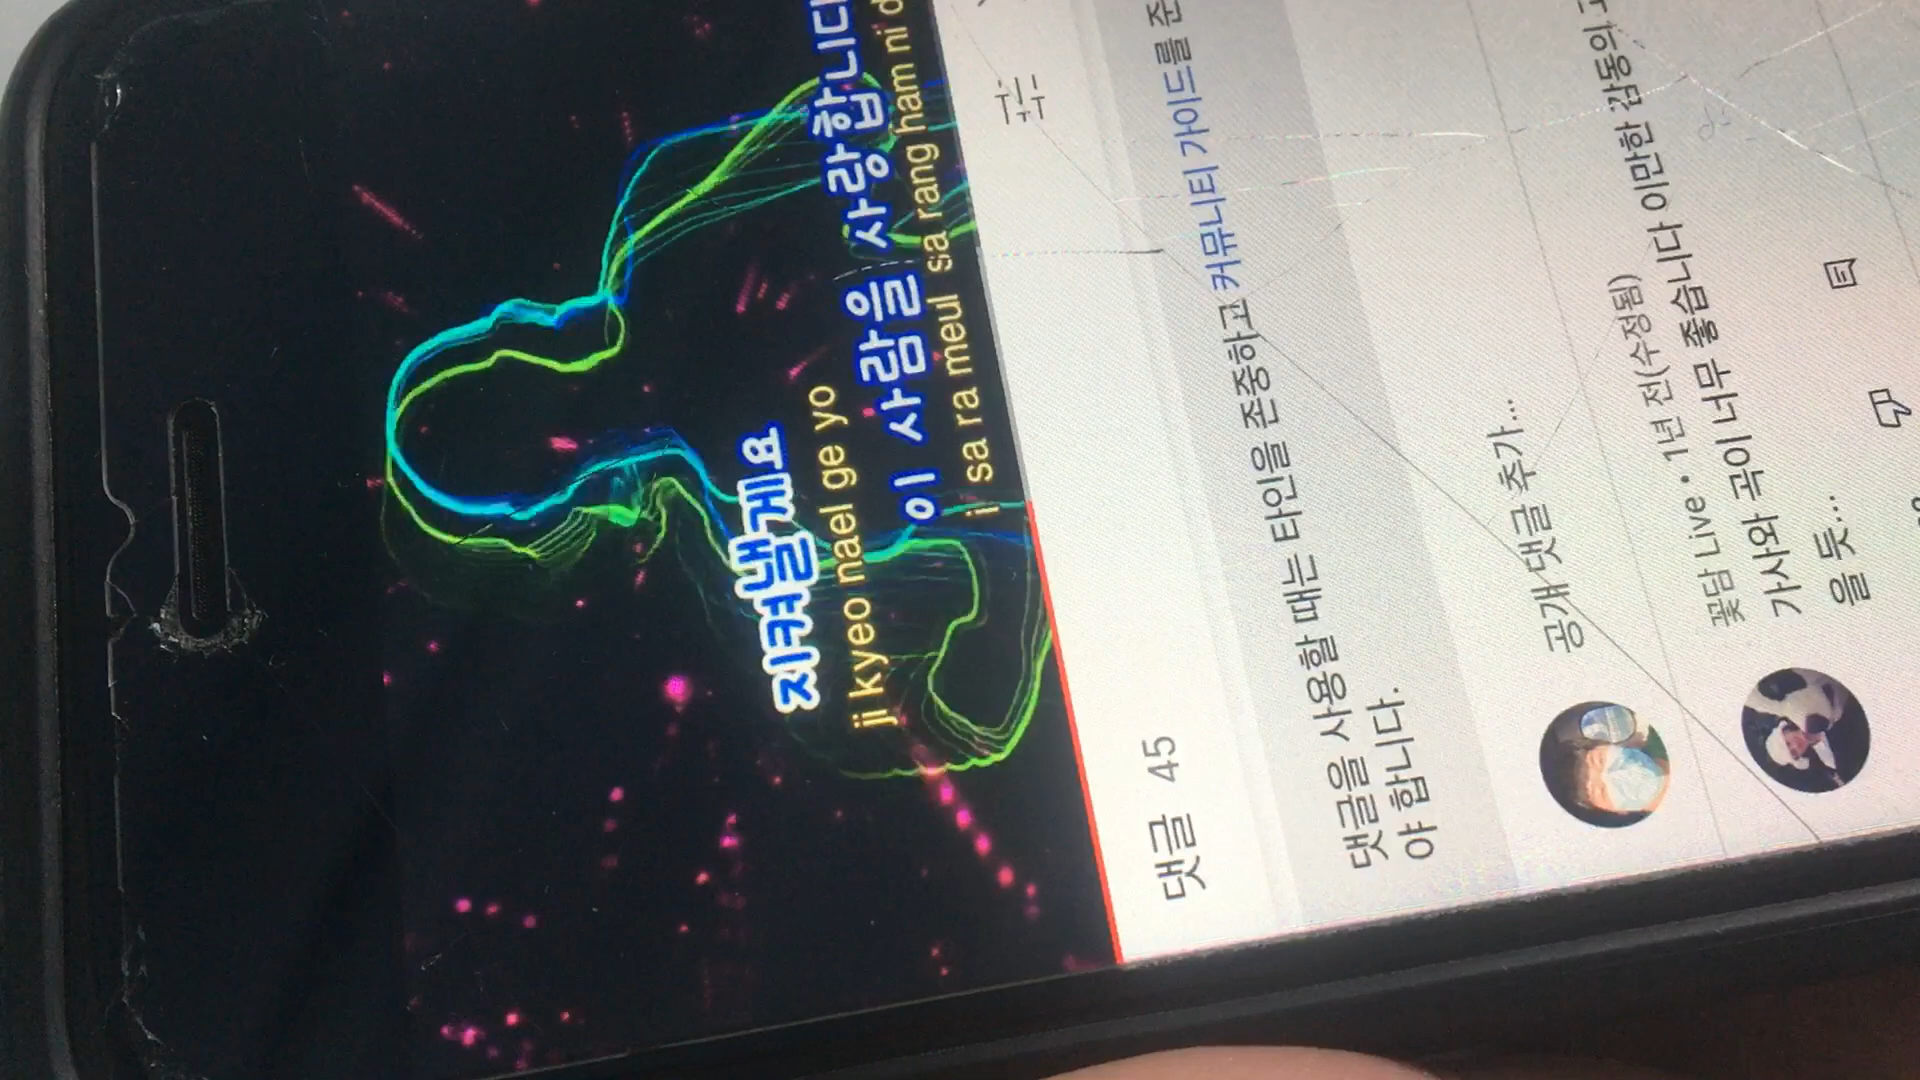 지켜낼게요
ji kyeo nael ge yo
이 사람을 사랑합니다
i sa ra meul sa rang ham ni d
댓글 45
댓글을 사용할 때는 타인을 존중하고 커뮤니티 가이드를 준
야 합니다.
공개 댓글 추가...
꽃담 Live • 1년 전(수정됨)
가사와 곡이 너무 좋습니다 이만한 감동의
을 듯...